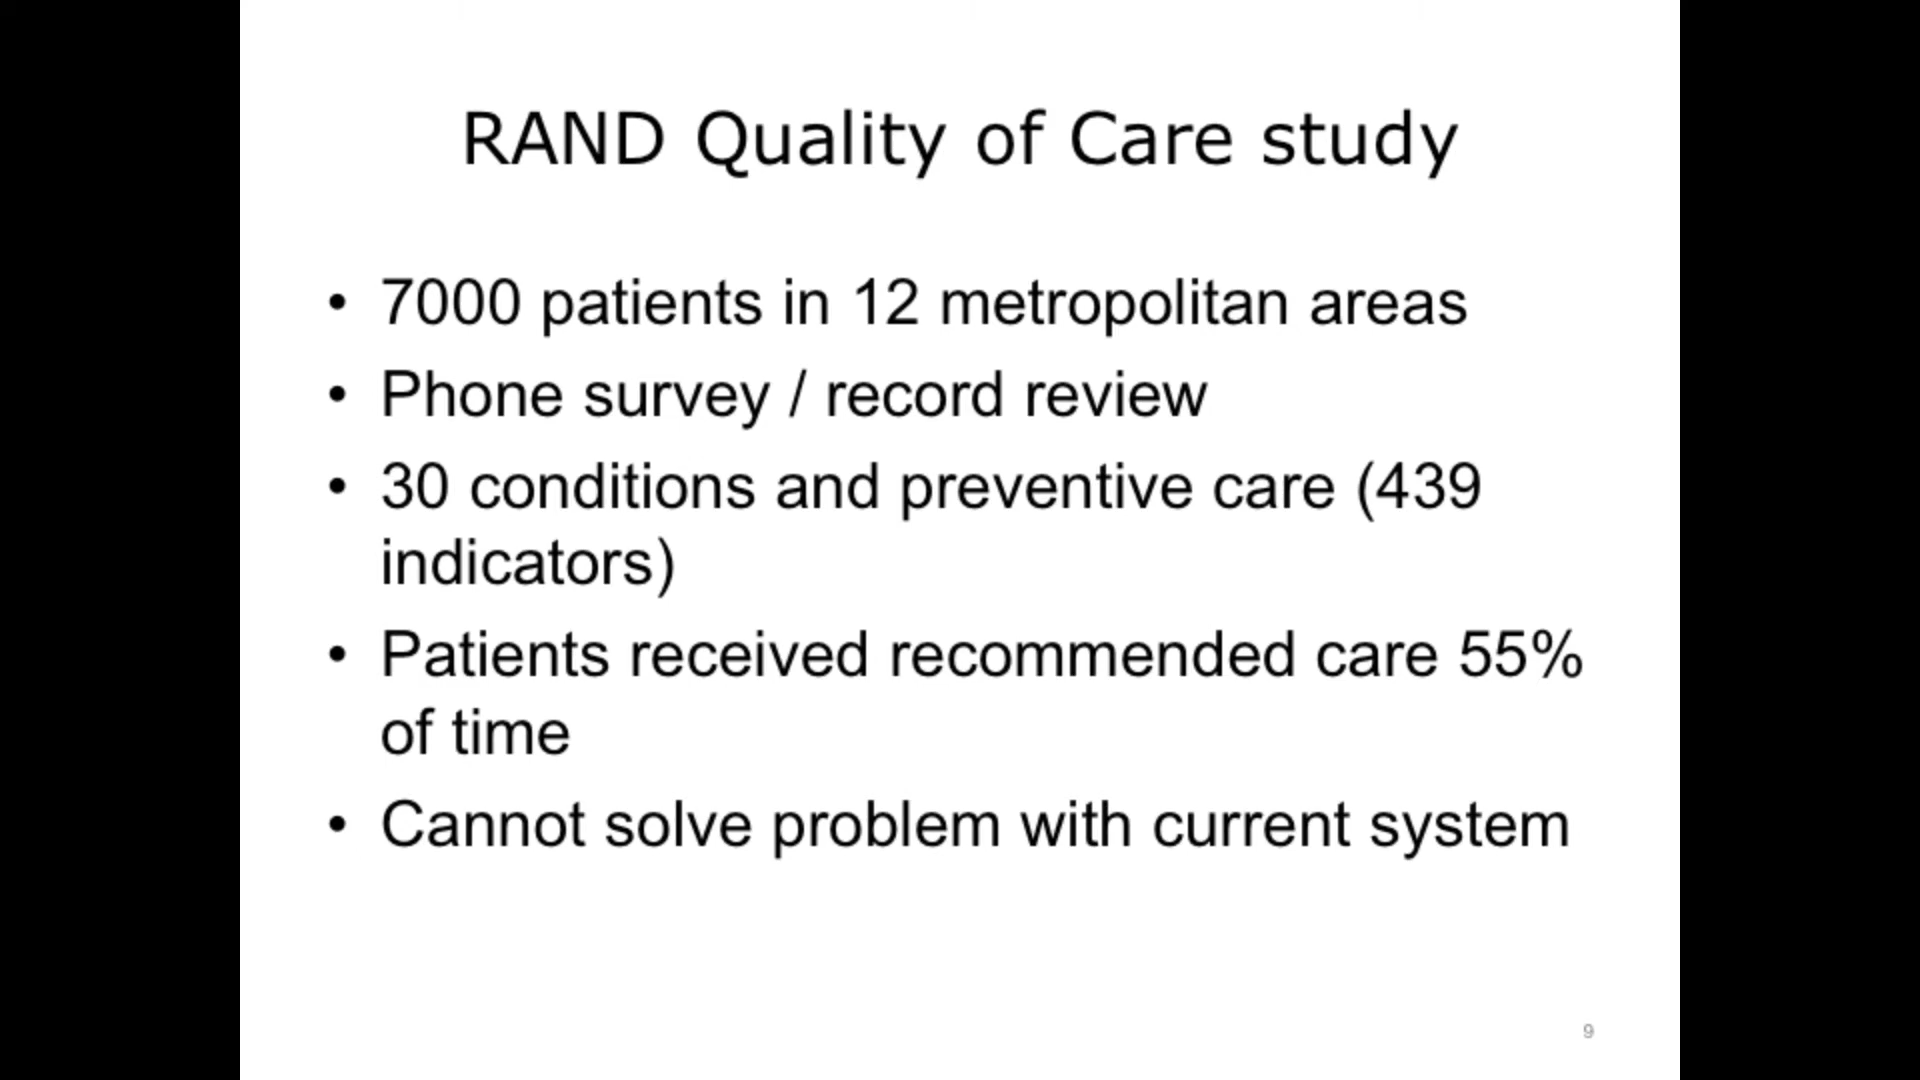 RAND Quality of Care study
• 7000 patients in 12 metropolitan areas
• Phone survey / record review
• 30 conditions and preventive care (439
indicators)
• Patients received recommended care 55%
of time
• Cannot solve problem with current system
9